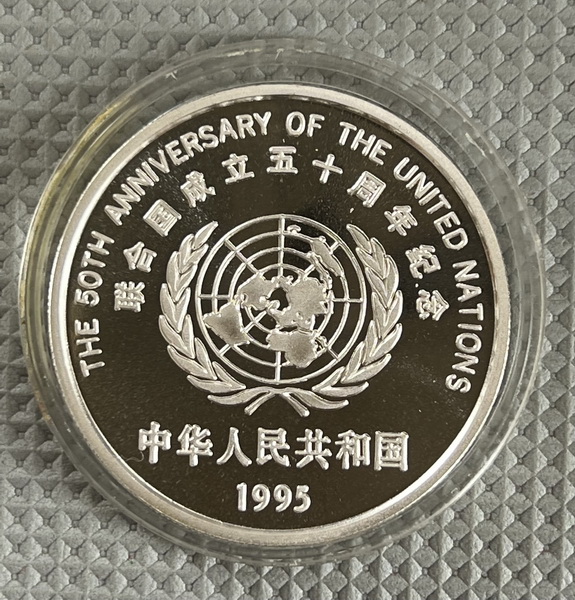 THE 50TH ANNIVERSARY OF THE UNITED NATIONS
联合国成立五十周年纪念
中华人民共和国
1995